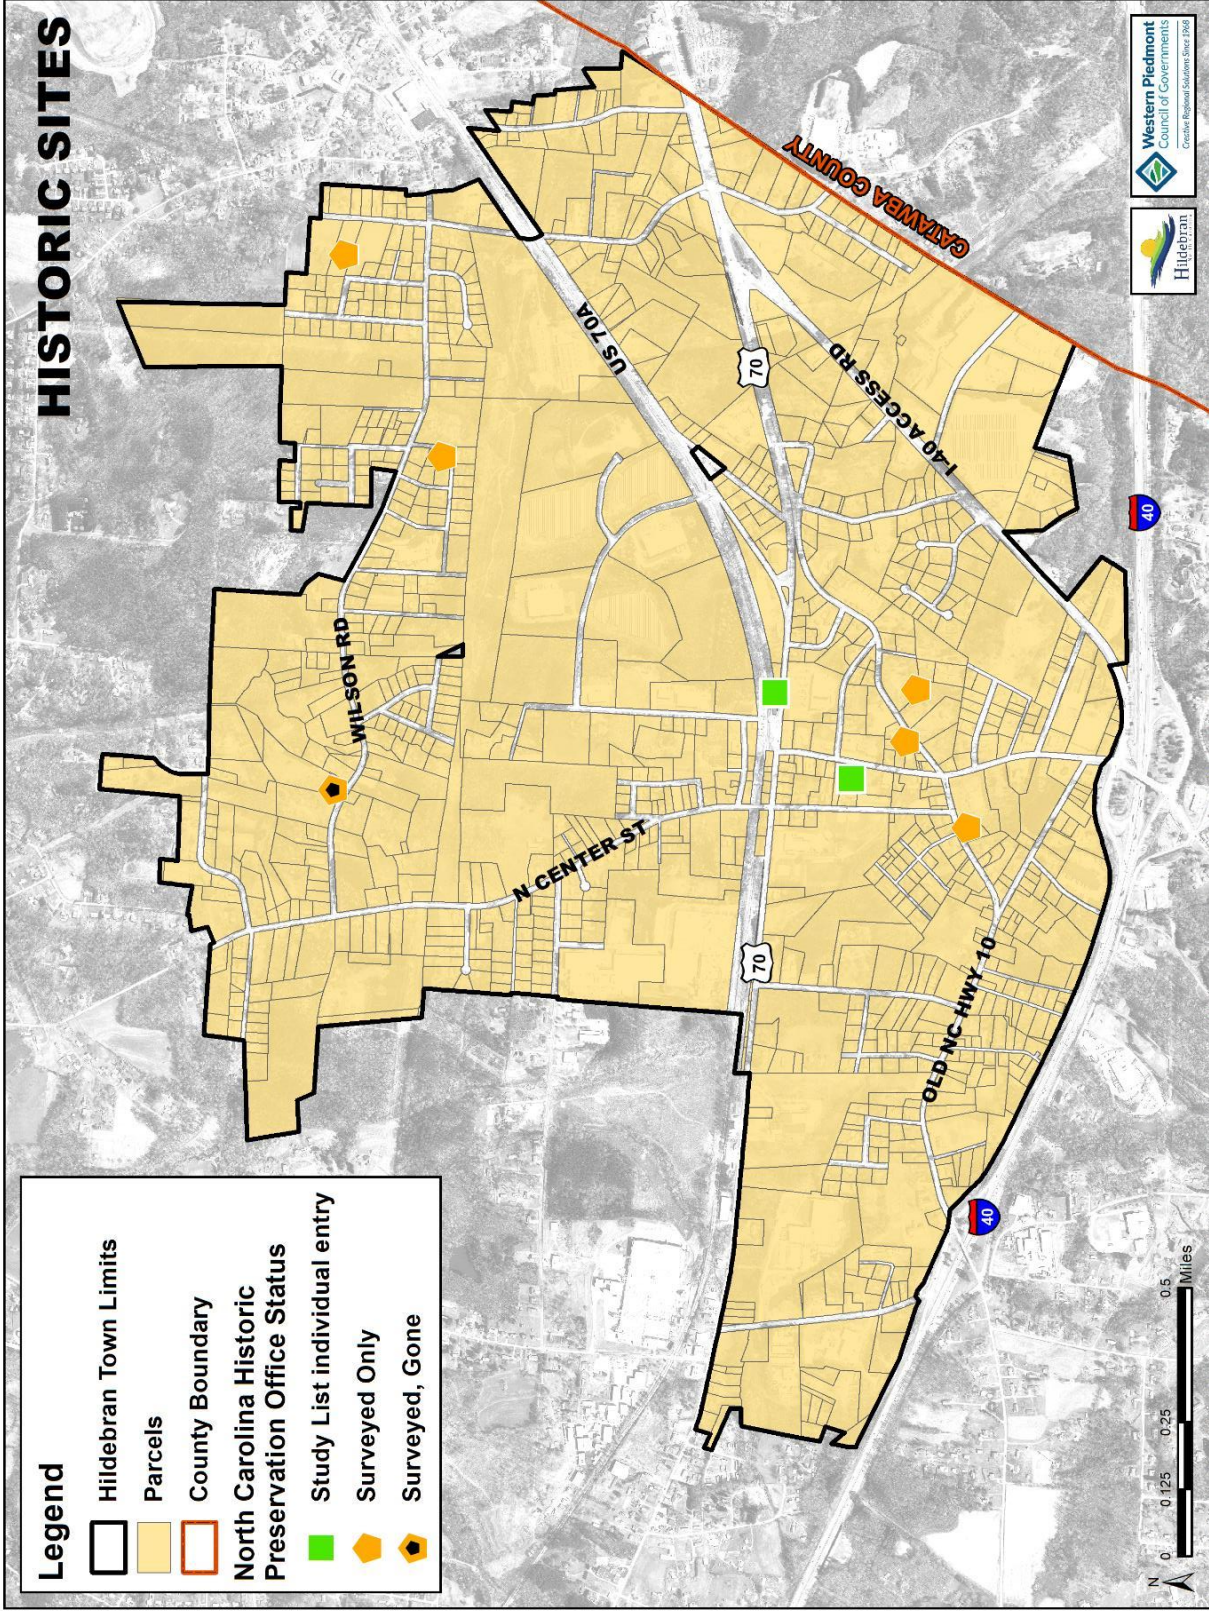 HISTORIC SITES
Legend
Hildebran Town Limits
Parcels
County Boundary
North Carolina Historic
Preservation Office Status
Study List individual entry
Surveyed Only
Surveyed, Gone
WILSON RD
N CENTER ST
US 70A
70
70
I-40 ACCESS RD
CATAWBA COUNTY
OLD NC HWY 10
40
40
N
0 0.125 0.25 0.5
Miles
Hildebran
Western Piedmont
Council of Governments
Creative Regional Solutions Since 1968